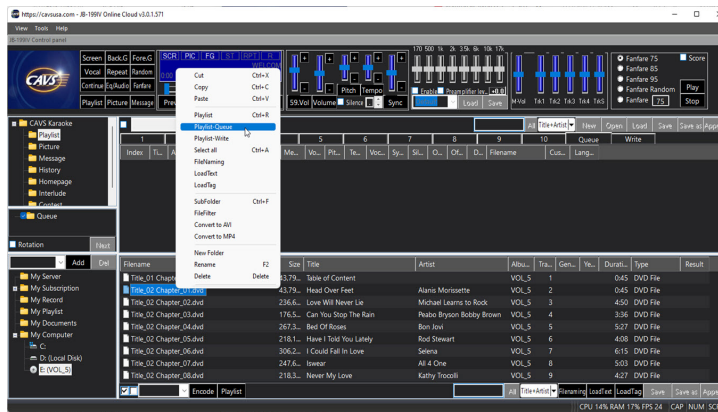 https://cavsusa.com - JB-199IV Online Cloud v3.0.1.571
View Tools Help
JB-199IV Control panel
Screen Back.G Fore.G
Vocal Repeat Random
Continue Eq/Audio Fanfare
Playlist Picture Message
CAVS
SCR PIC FG ST RPT R
WELCOM
0:00
Pitch Tempo
59.Vol Volume Silence Sync
170 500 1k 2k 3.5k 6k 10k 17k
Enable Preamplifier lev.. +0.0
Load Save
M-Vol Trk1 Trk2 Trk3 Trk4 Trk5
Fanfare 75
Fanfare 85
Fanfare 95
Fanfare Random
Fanfare 75
Score
Play
Stop
Cut Ctrl+X
Copy Ctrl+C
Paste Ctrl+V
Playlist Ctrl+R
Playlist-Queue
Playlist-Write
Select all Ctrl+A
FileNaming
LoadText
LoadTag
SubFolder Ctrl+F
FileFilter
Convert to AVI
Convert to MP4
New Folder
Rename F2
Delete Delete
CAVS Karaoke
Playlist
Picture
Message
History
Homepage
Interlude
Contest
Queue
Rotation Next
All Title+Artist New Open Load Save Save as
1 5 6 7 8 9 10 Queue Write
Index Ti... Me... Vo... Pit... Te... Voc... Sy... Sil... O... Of... D... Filename Cus... Lang...
Add Del
My Server
My Subscription
My Record
My Playlist
My Documents
My Computer
C:
D: (Local Disk)
E: (VOL_5)
Filename Size Title Artist Albu... Tra... Gen... Ye... Durati... Type Result
Title_01 Chapte 43,79... Table of Content VOL_5 1 0:45 DVD File
Title_02 Chapter_01.dvd 43,79... Head Over Feet Alanis Morissette VOL_5 2 0:45 DVD File
Title_02 Chapter_02.dvd 236,6... Love Will Never Lie Michael Learns to Rock VOL_5 3 4:50 DVD File
Title_02 Chapter_03.dvd 176,5... Can You Stop The Rain Peabo Bryson Bobby Brown VOL_5 4 3:36 DVD File
Title_02 Chapter_04.dvd 267,3... Bed Of Roses Bon Jovi VOL_5 5 5:27 DVD File
Title_02 Chapter_05.dvd 218,1... Have I Told You Lately Rod Stewart VOL_5 6 4:08 DVD File
Title_02 Chapter_06.dvd 306,2... I Could Fall In Love Selena VOL_5 7 6:15 DVD File
Title_02 Chapter_07.dvd 247,6... Iswear All 4 One VOL_5 8 5:03 DVD File
Title_02 Chapter_08.dvd 218,3... Never My Love Kathy Trocolli VOL_5 9 4:27 DVD File
Encode Playlist All Title+Artist Filenaming LoadText LoadTag Save Save as
CPU 14% RAM 17% FPS 24 CAP NUM SC